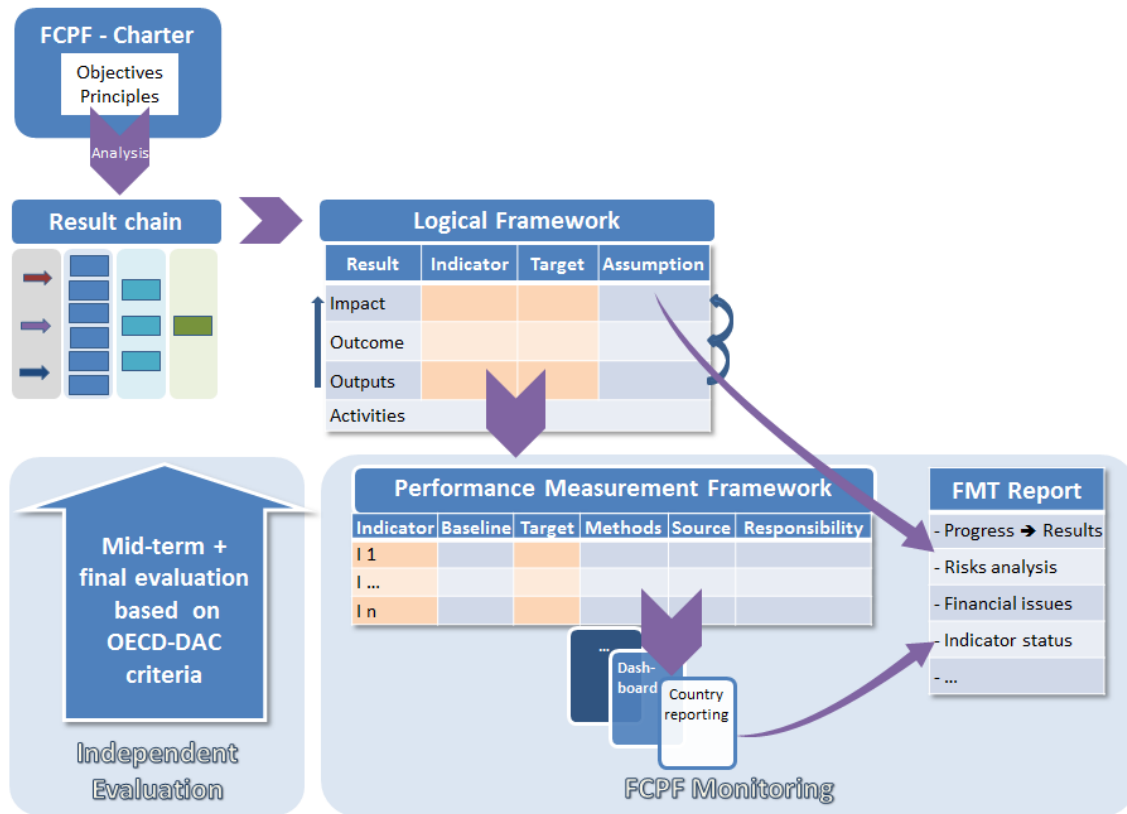 FCPF - Charter
Objectives
Principles
Analysis
Result chain
Logical Framework
Result Indicator Target Assumption
Impact
Outcome
Outputs
Activities
Mid-term +
final evaluation
based on
OECD-DAC
criteria
Independent
Evaluation
Performance Measurement Framework
Indicator Baseline Target Methods Source Responsibility
I 1
I ...
I n
...
Dash-
board
Country
reporting
FCPF Monitoring
FMT Report
- Progress ➔ Results
- Risks analysis
- Financial issues
- Indicator status
- ...